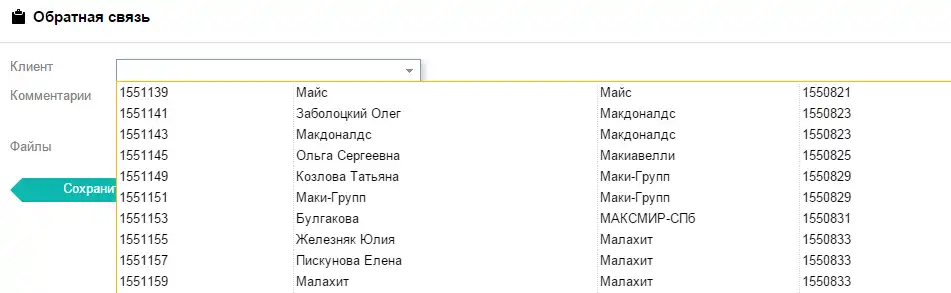 Обратная связь
Клиент
Комментарии
Файлы
Сохранит
1551139 Майс Майс 1550821
1551141 Заболоцкий Олег Макдоналдс 1550823
1551143 Макдоналдс Макдоналдс 1550823
1551145 Ольга Сергеевна Макиавелли 1550825
1551149 Козлова Татьяна Маки-Групп 1550829
1551151 Маки-Групп Маки-Групп 1550829
1551153 Булгакова МАКСМИР-СПб 1550831
1551155 Железняк Юлия Малахит 1550833
1551157 Пискунова Елена Малахит 1550833
1551159 Малахит Малахит 1550833